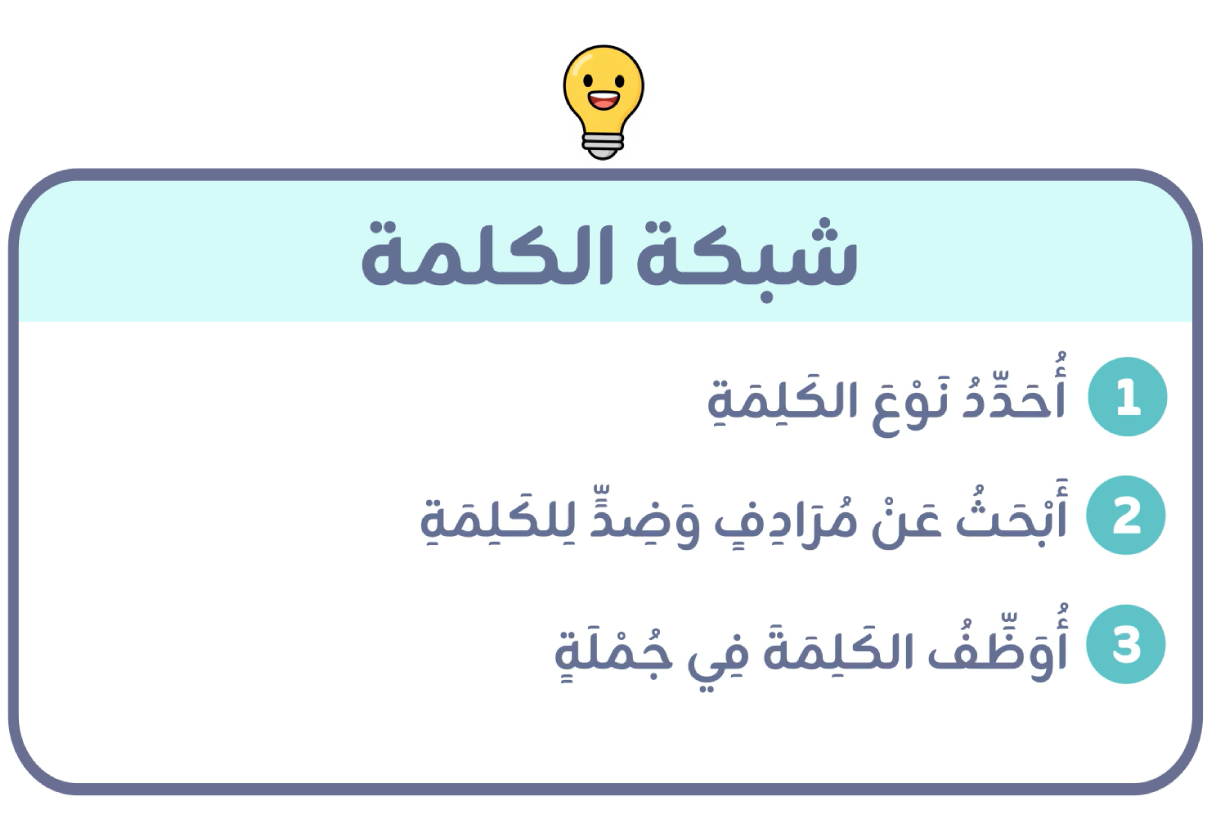 شبكة الكلمة
1 أُحَدِّدُ نَوْعَ الكَلِمَةِ
2 أَبْحَثُ عَنْ مُرَادِفٍ وَضِدٍّ لِلكَلِمَةِ
3 أُوَظِّفُ الكَلِمَةَ فِي جُمْلَةٍ